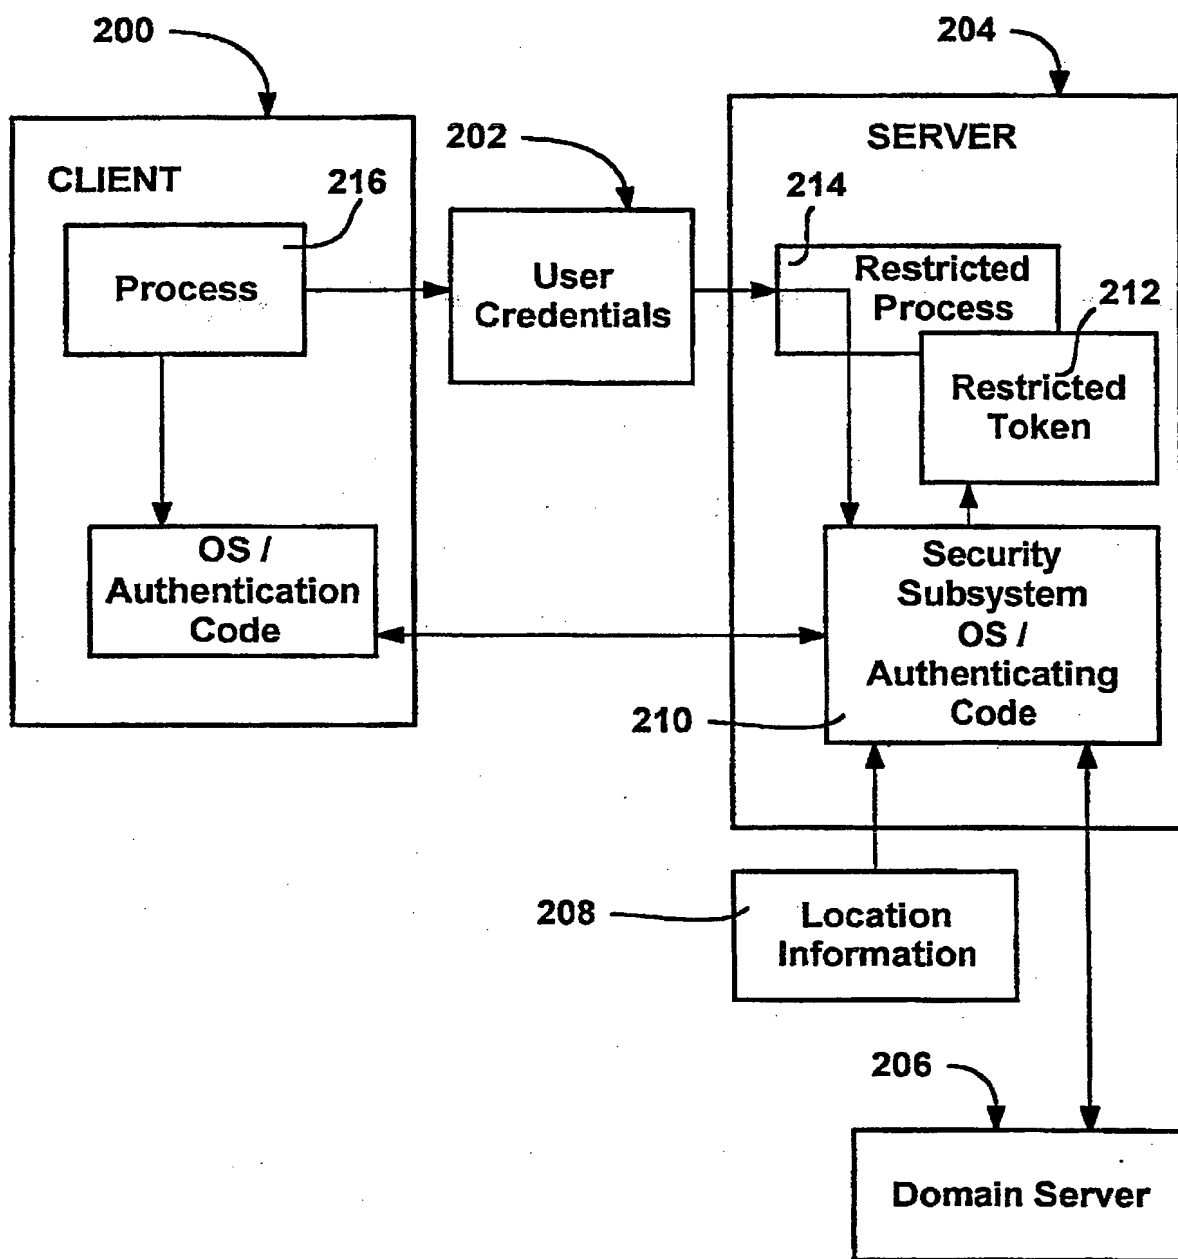 200
204
202
SERVER
CLIENT
216
214
Process
User
Credentials
Restricted
Process
212
Restricted
Token
OS /
Authentication
Code
Security
Subsystem
OS /
Authenticating
Code
210
208
Location
Information
206
Domain Server